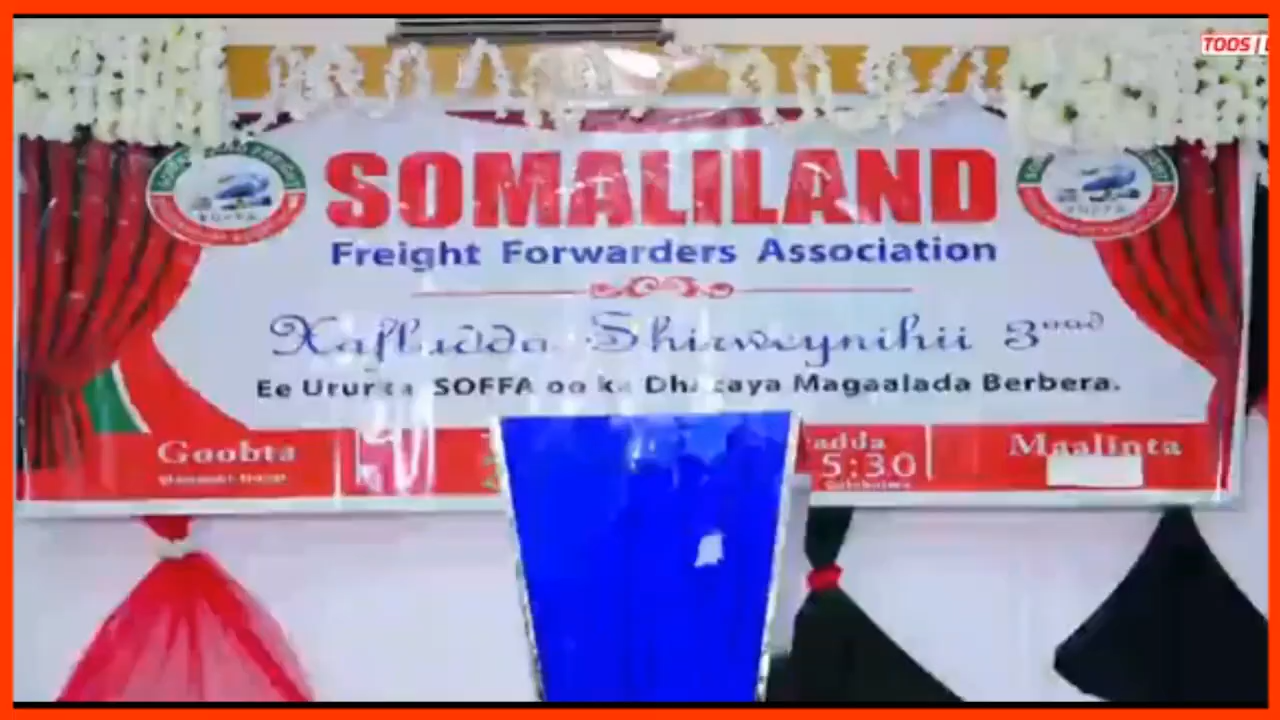 TOOS
SOMALILAND
Freight Forwarders Association
Xafladda Shirweynihii 3aad
Ee Ururka SOFFA oo ka Dhacaya Magaalada Berbera.
Goobta
5:30
Galabnimo
Maalinta